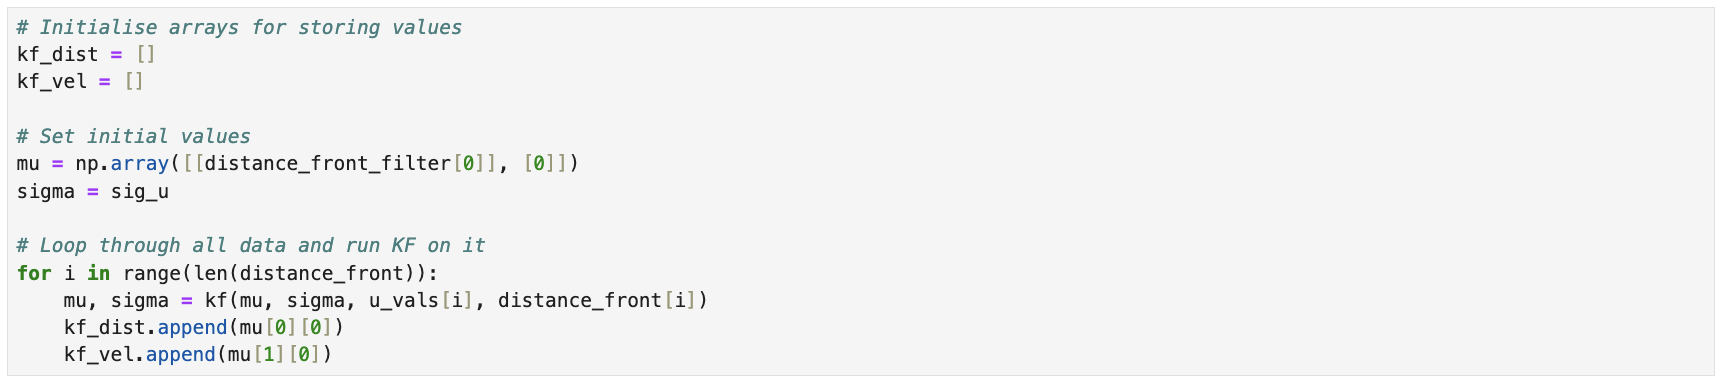 # Initialise arrays for storing values
kf_dist = []
kf_vel = []

# Set initial values
mu = np.array([[distance_front_filter[0]], [0]])
sigma = sig_u

# Loop through all data and run KF on it
for i in range(len(distance_front)):
    mu, sigma = kf(mu, sigma, u_vals[i], distance_front[i])
    kf_dist.append(mu[0][0])
    kf_vel.append(mu[1][0])